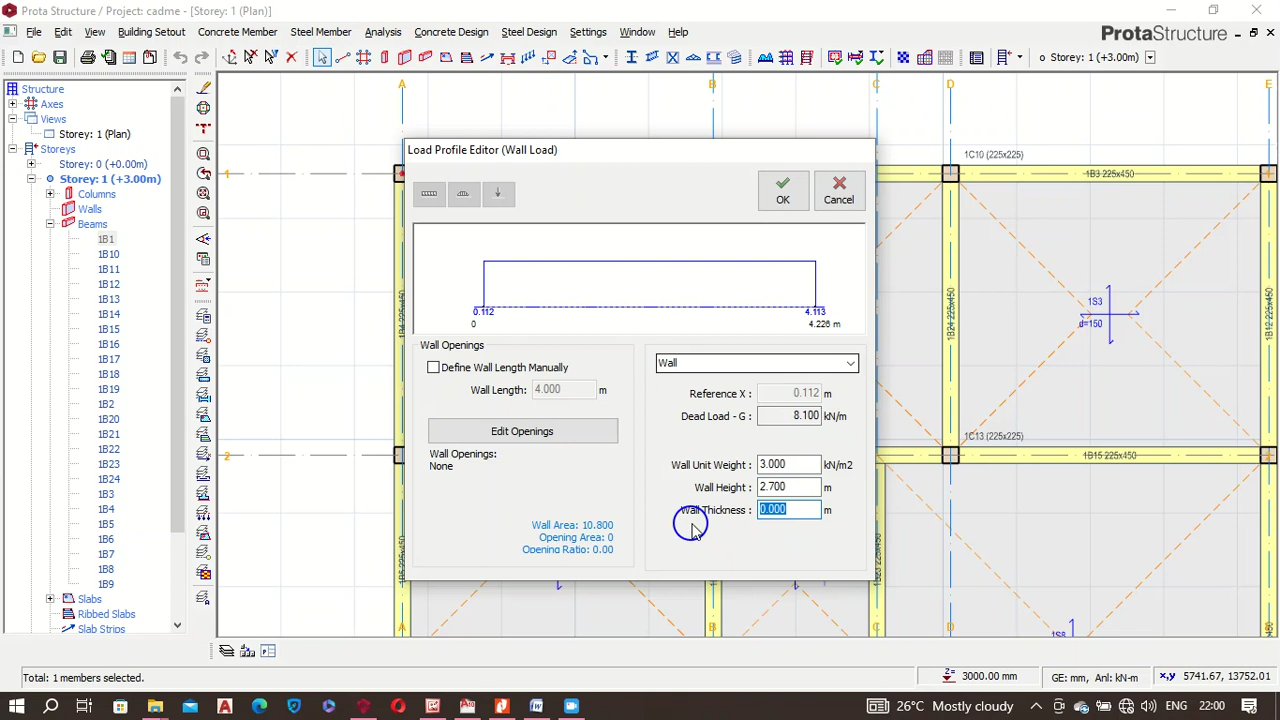 Prota Structure / Project: cadme - [Storey: 1 (Plan)]
File Edit View Building Setout Concrete Member Steel Member Analysis Concrete Design Steel Design Settings Window Help
ProtaStructure
Storey: 1 (+3.00m)
Structure
Axes
Views
Storey: 1 (Plan)
Storeys
Storey: 0 (+0.00m)
Storey: 1 (+3.00m)
Columns
Walls
Beams
1B1
1B10
1B11
1B12
1B13
1B14
1B15
1B16
1B17
1B18
1B19
1B2
1B20
1B21
1B22
1B23
1B24
1B3
1B4
1B5
1B6
1B7
1B8
1B9
Slabs
Ribbed Slabs
Slab Strips
A B C D E
1
2
1C10 (225x225)
1B3 225x450
1S3
d=150
1B24 225x450
1B12 225x450
1C13 (225x225)
1B15 225x450
1S8
A B C D E
Load Profile Editor (Wall Load)
OK
Cancel
0.112
4.113
0
4.226 m
Wall Openings
Define Wall Length Manually
Wall Length: 4.000 m
Edit Openings
Wall Openings:
None
Wall Area: 10.800
Opening Area: 0
Opening Ratio: 0.00
Wall
Reference X : 0.112 m
Dead Load - G : 8.100 kN/m
Wall Unit Weight : 3.000 kN/m2
Wall Height : 2.700 m
Wall Thickness : 0.000 m
Total: 1 members selected.
3000.00 mm
GE: mm, Anl: kN-m
x,y 5741.67, 13752.01
26°C Mostly cloudy
ENG
22:00